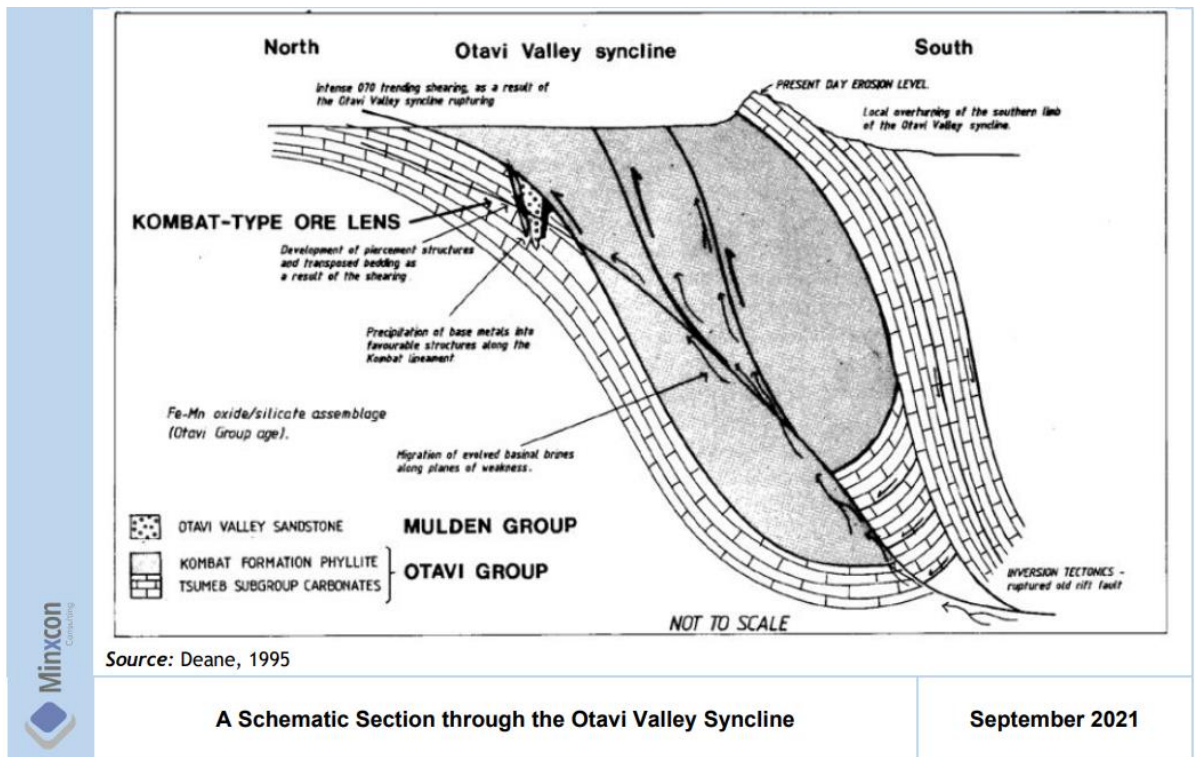 North
Otavi Valley syncline
South
Intense 070 trending shearing, as a result of
the Otavi Valley syncline rupturing
PRESENT DAY EROSION LEVEL.
Local overturning of the southern limb
of the Otavi Valley syncline.
KOMBAT-TYPE ORE LENS
Development of piercement structures
and transposed bedding as
a result of the shearing.
Precipitation of base metals into
favourable structures along the
Kombat lineament
Fe-Mn oxide/silicate assemblage
(Otavi Group age).
Migration of evolved basinal brines
along planes of weakness.
OTAVI VALLEY SANDSTONE
MULDEN GROUP
KOMBAT FORMATION PHYLLITE
TSUMEB SUBGROUP CARBONATES
OTAVI GROUP
INVERSION TECTONICS -
ruptured old rift fault
NOT TO SCALE
Minxcon
Consulting
Source: Deane, 1995
A Schematic Section through the Otavi Valley Syncline
September 2021